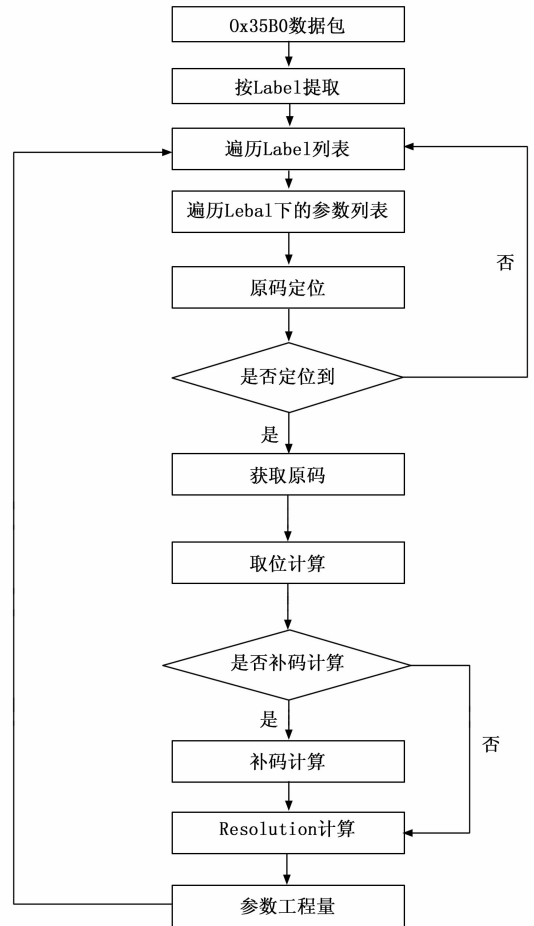 0x35B0数据包
按Label提取
遍历Label列表
遍历Lebal下的参数列表
原码定位
否
是否定位到
是
获取原码
取位计算
是否补码计算
是
否
补码计算
Resolution计算
参数工程量